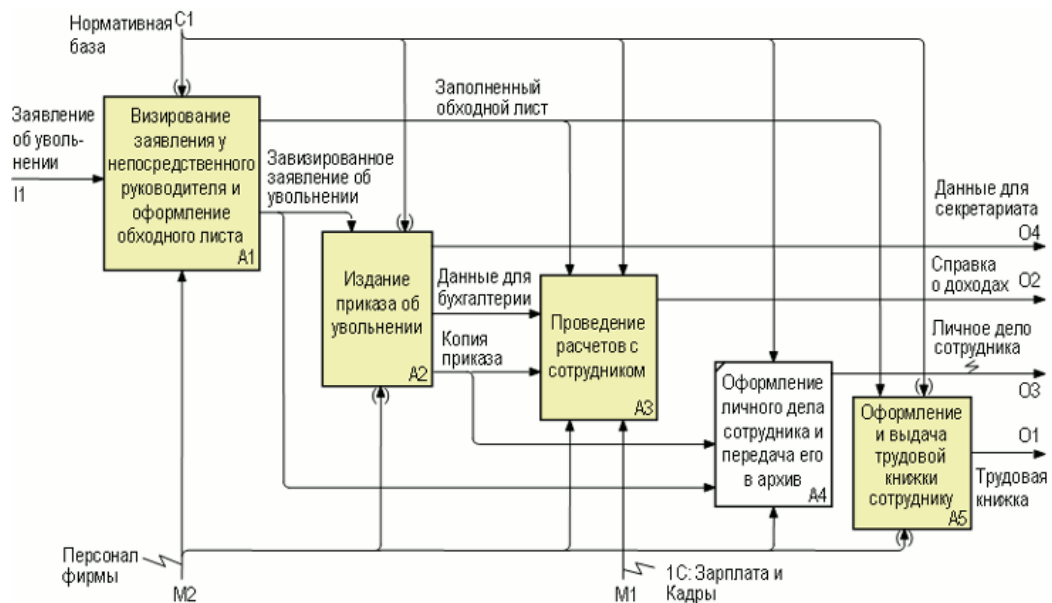 Нормативная
база
C1
Заявление
об уволь-
нении
I1
Визирование
заявления у
непосредственного
руководителя и
оформление
обходного листа
A1
Заполненный
обходной лист
Завизированное
заявление об
увольнении
Издание
приказа об
увольнении
A2
Данные для
бухгалтерии
Копия
приказа
Проведение
расчетов с
сотрудником
A3
Оформление
личного дела
сотрудника и
передача его
в архив
A4
Оформление
и выдача
трудовой
книжки
сотруднику
A5
Данные для
секретариата
O4
Справка
о доходах
O2
Личное дело
сотрудника
O3
O1
Трудовая
книжка
Персонал
фирмы
M2
M1
1С: Зарплата и
Кадры